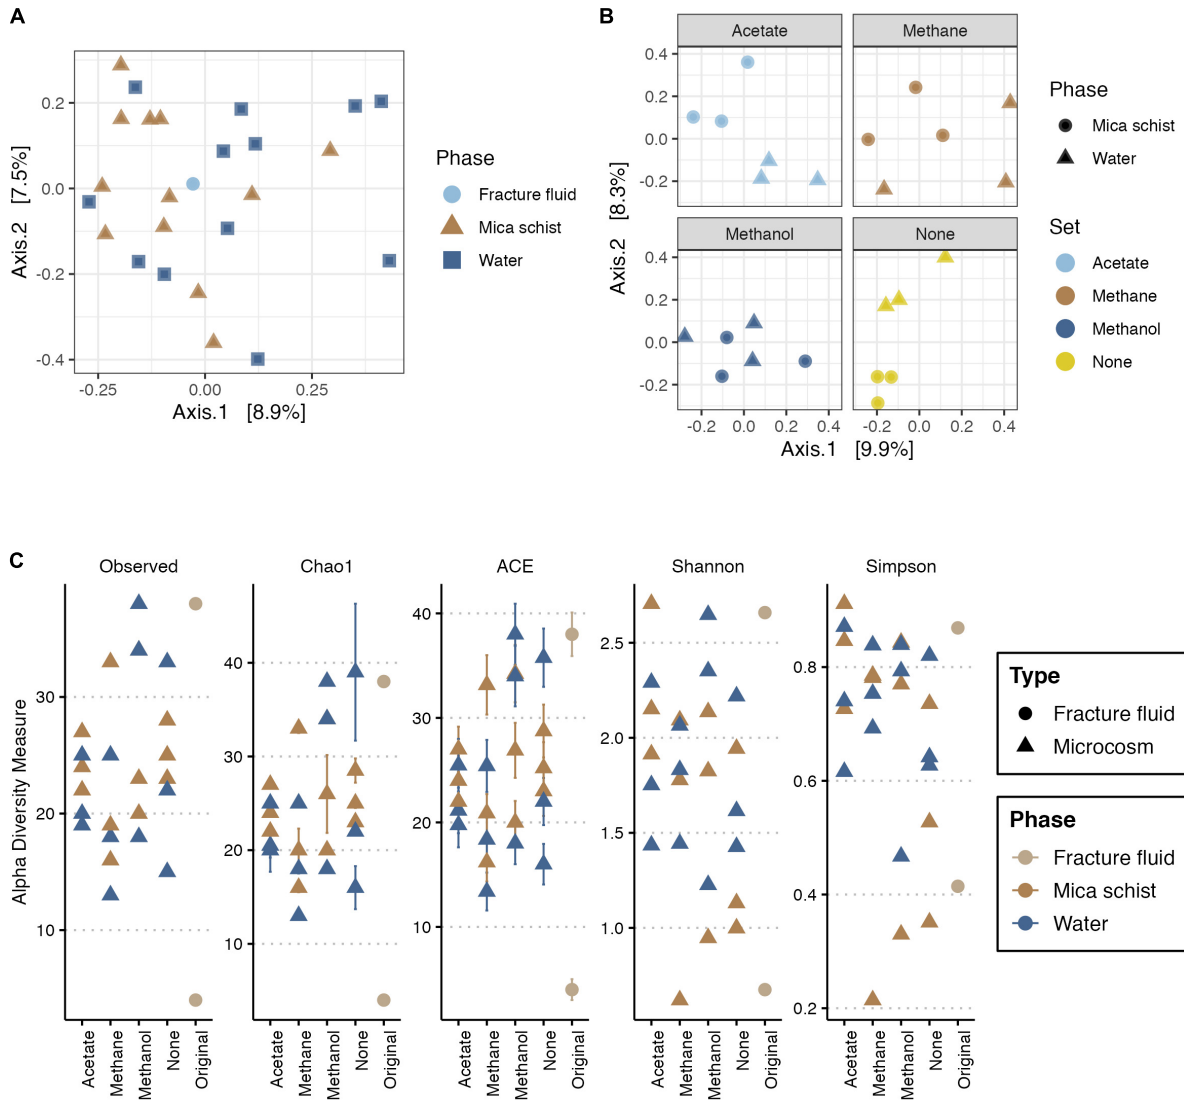 A
0.2
0.0
-0.2
-0.4
-0.25
0.00
0.25
Axis.2 [7.5%]
Axis.1 [8.9%]
Phase
Fracture fluid
Mica schist
Water
B
Acetate
Methane
Methanol
None
0.4
0.2
0.0
-0.2
0.4
0.2
0.0
-0.2
-0.2
0.0
0.2
0.4
-0.2
0.0
0.2
0.4
Axis.2 [8.3%]
Axis.1 [9.9%]
Phase
Mica schist
Water
Set
Acetate
Methane
Methanol
None
C
Alpha Diversity Measure
Observed
30
20
10
Acetate
Methane
Methanol
None
Original
Chao1
40
30
20
10
Acetate
Methane
Methanol
None
Original
ACE
40
30
20
10
Acetate
Methane
Methanol
None
Original
Shannon
2.5
2.0
1.5
1.0
Acetate
Methane
Methanol
None
Original
Simpson
0.8
0.6
0.4
0.2
Acetate
Methane
Methanol
None
Original
Type
Fracture fluid
Microcosm
Phase
Fracture fluid
Mica schist
Water